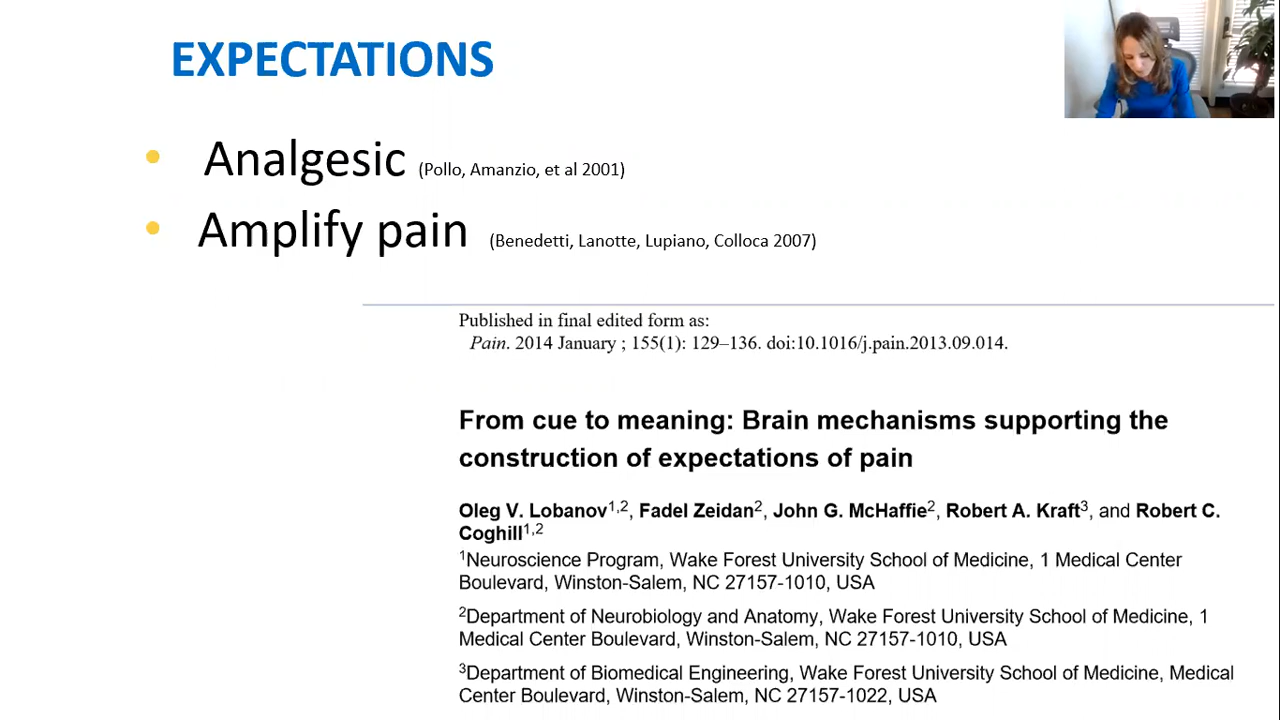 EXPECTATIONS
• Analgesic (Pollo, Amanzio, et al 2001)
• Amplify pain (Benedetti, Lanotte, Lupiano, Colloca 2007)
Published in final edited form as:
Pain. 2014 January ; 155(1): 129–136. doi:10.1016/j.pain.2013.09.014.
From cue to meaning: Brain mechanisms supporting the
construction of expectations of pain
Oleg V. Lobanov1,2, Fadel Zeidan2, John G. McHaffie2, Robert A. Kraft3, and Robert C.
Coghill1,2
1Neuroscience Program, Wake Forest University School of Medicine, 1 Medical Center
Boulevard, Winston-Salem, NC 27157-1010, USA
2Department of Neurobiology and Anatomy, Wake Forest University School of Medicine, 1
Medical Center Boulevard, Winston-Salem, NC 27157-1010, USA
3Department of Biomedical Engineering, Wake Forest University School of Medicine, Medical
Center Boulevard, Winston-Salem, NC 27157-1022, USA